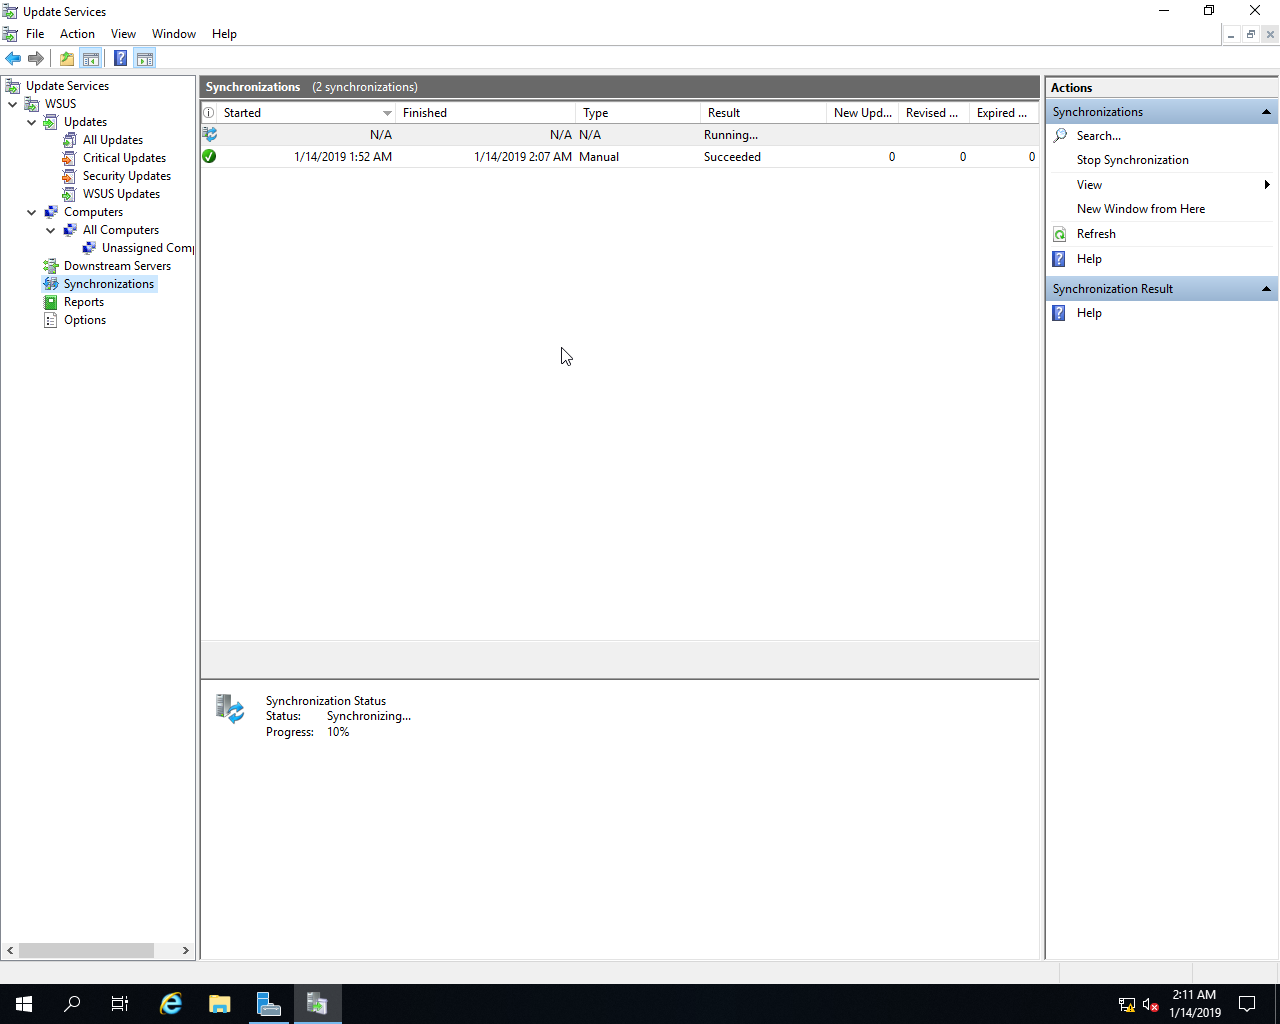 Update Services
File Action View Window Help
Update Services
WSUS
Updates
All Updates
Critical Updates
Security Updates
WSUS Updates
Computers
All Computers
Unassigned Comp
Downstream Servers
Synchronizations
Reports
Options
Synchronizations (2 synchronizations)
Started Finished Type Result New Upd... Revised ... Expired ...
N/A N/A N/A Running...
1/14/2019 1:52 AM 1/14/2019 2:07 AM Manual Succeeded 0 0 0
Synchronization Status
Status: Synchronizing...
Progress: 10%
Actions
Synchronizations
Search...
Stop Synchronization
View
New Window from Here
Refresh
Help
Synchronization Result
Help
2:11 AM
1/14/2019